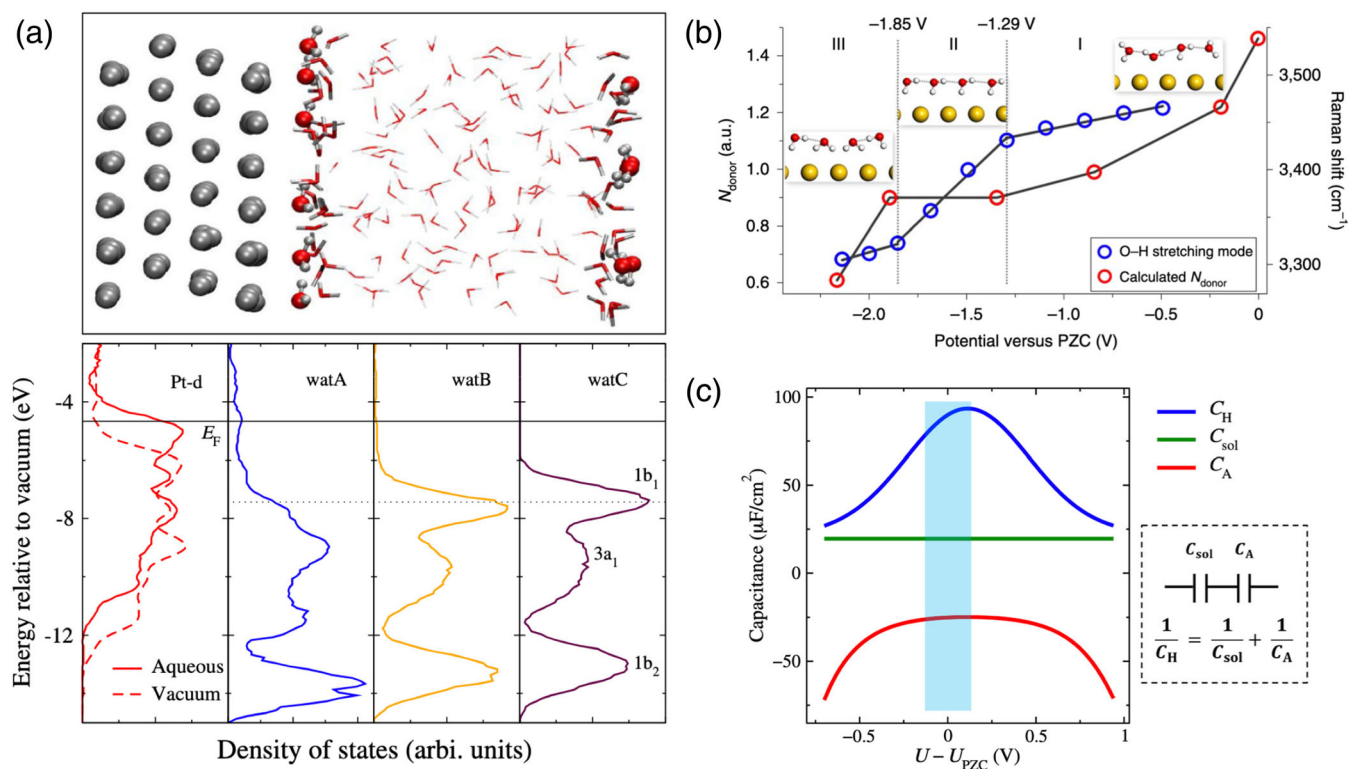 (a)
Energy relative to vacuum (eV)
-4
-8
-12
Pt-d
watA
watB
watC
E_F
1b₁
3a₁
1b₂
Aqueous
Vacuum
Density of states (arbi. units)
(b)
−1.85 V
−1.29 V
III
II
I
N_donor (a.u.)
1.4
1.2
1.0
0.9
0.8
0.6
Raman shift (cm⁻¹)
3,500
3,400
3,300
O–H stretching mode
Calculated N_donor
-2.0
-1.5
-1.0
-0.5
0
Potential versus PZC (V)
(c)
Capacitance (μF/cm²)
100
50
0
−50
−0.5
0
0.5
1
U − U_PZC (V)
C_H
C_sol
C_A
C_sol C_A
1/C_H = 1/C_sol + 1/C_A